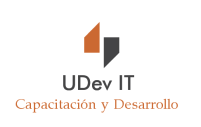 UDev IT
Capacitación y Desarrollo